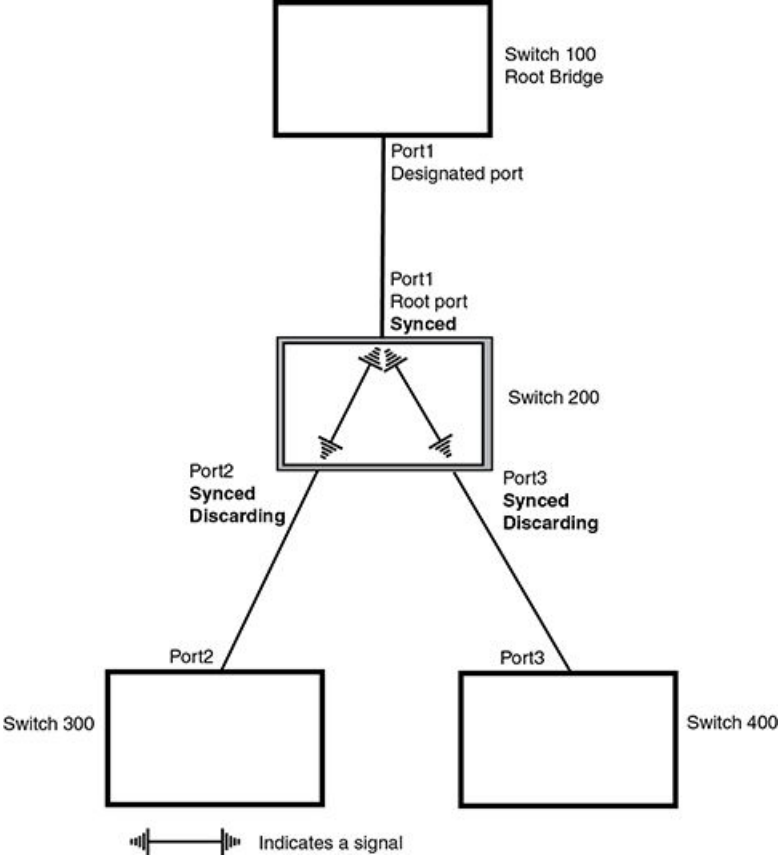 Switch 100
Root Bridge
Port1
Designated port
Port1
Root port
Synced
Switch 200
Port2
Synced
Discarding
Port3
Synced
Discarding
Port2
Port3
Switch 300
Switch 400
Indicates a signal